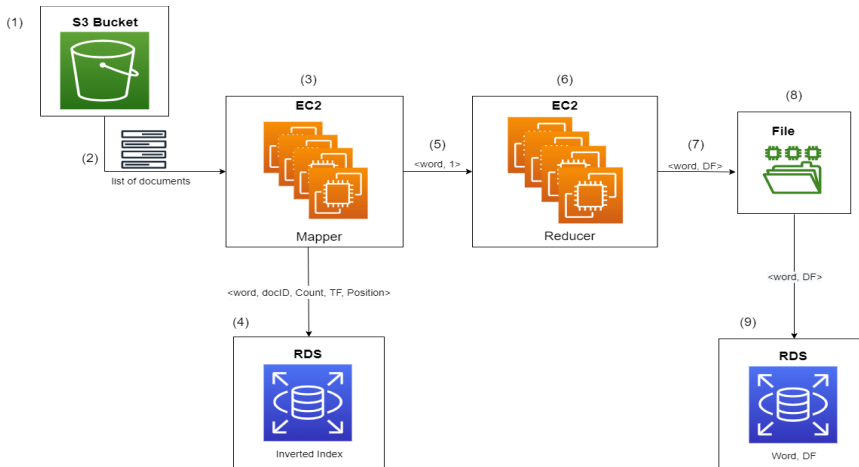 (1)
S3 Bucket
(2)
list of documents
(3)
EC2
Mapper
<word, docID, Count, TF, Position>
(4)
RDS
Inverted Index
(5)
<word, 1>
(6)
EC2
Reducer
(7)
<word, DF>
(8)
File
<word, DF>
(9)
RDS
Word, DF